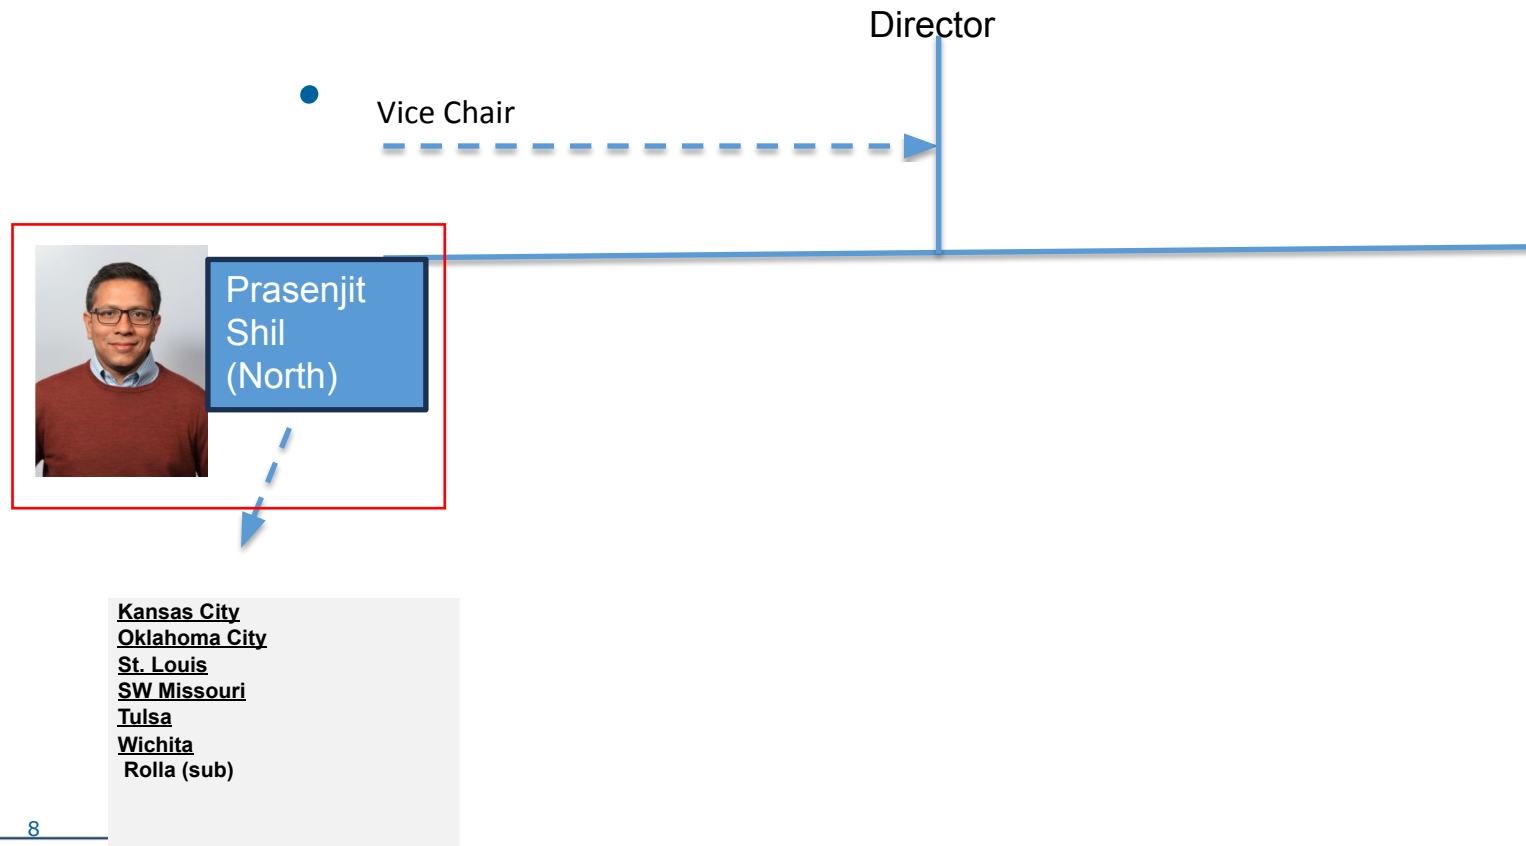 Director
Vice Chair
Prasenjit
Shil
(North)
Kansas City
Oklahoma City
St. Louis
SW Missouri
Tulsa
Wichita
Rolla (sub)
8